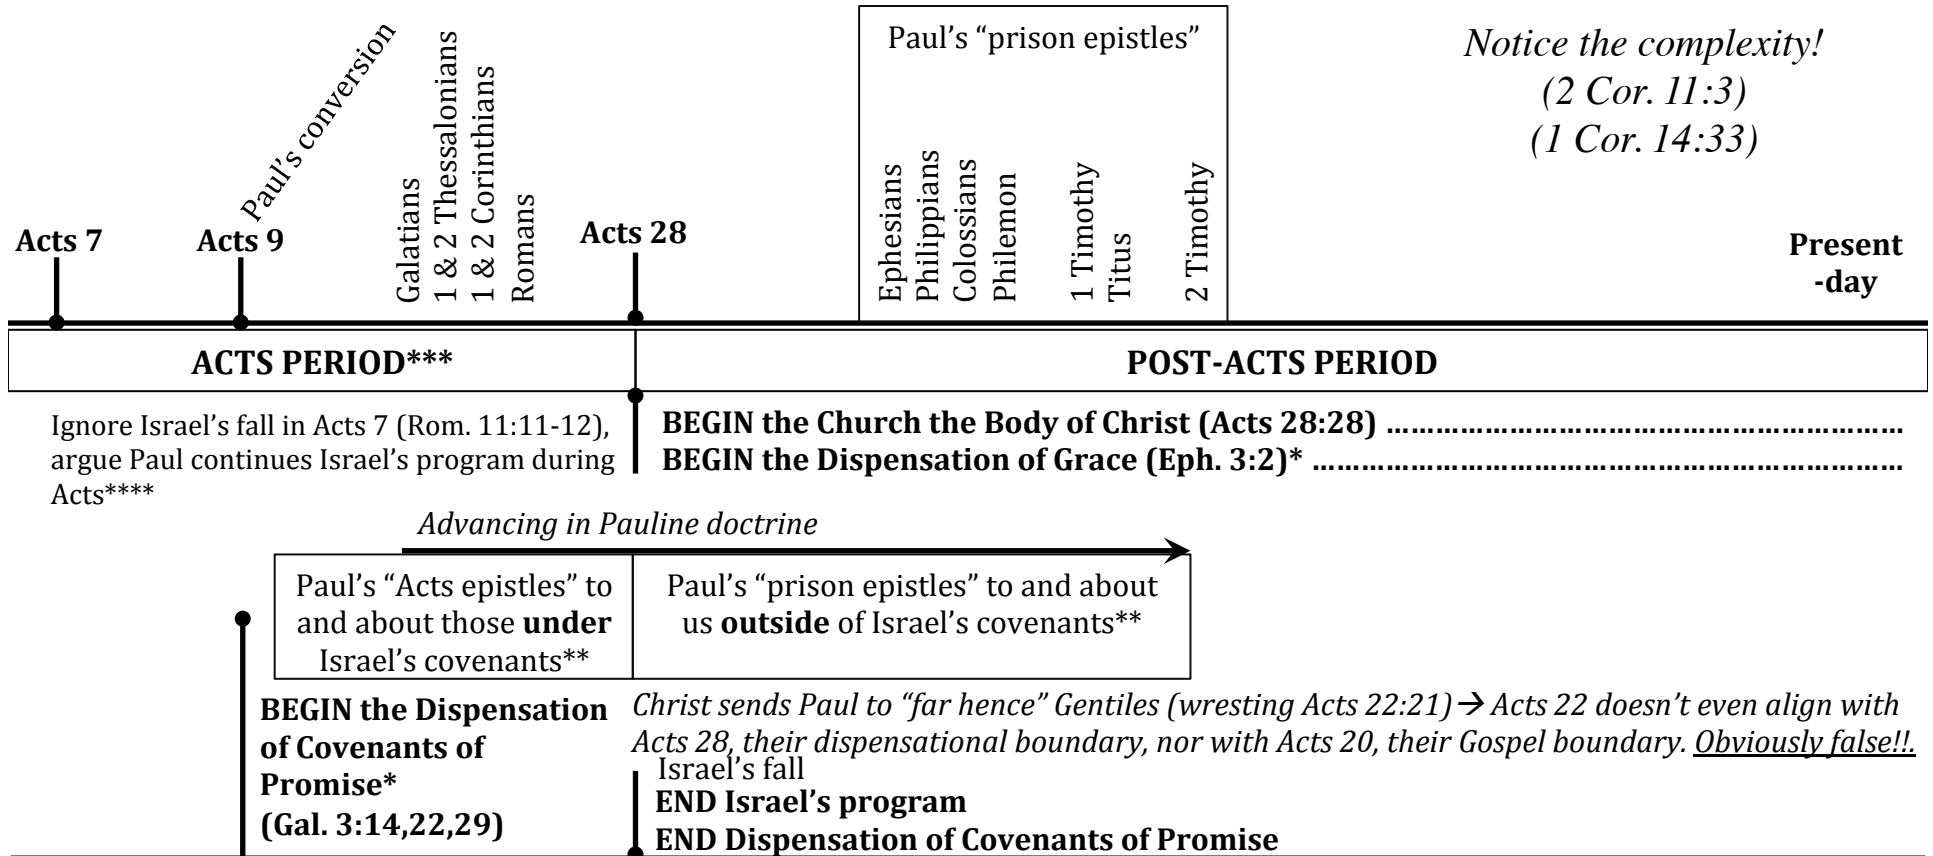 Paul's “prison epistles”
Notice the complexity!
(2 Cor. 11:3)
(1 Cor. 14:33)
Paul's conversion
Galatians
1 & 2 Thessalonians
1 & 2 Corinthians
Romans
Ephesians
Philippians
Colossians
Philemon
1 Timothy
Titus
2 Timothy
Acts 7
Acts 9
Acts 28
Present
-day
ACTS PERIOD***
POST-ACTS PERIOD
Ignore Israel’s fall in Acts 7 (Rom. 11:11-12),
argue Paul continues Israel’s program during
Acts****
BEGIN the Church the Body of Christ (Acts 28:28) ……………………………………………………………
BEGIN the Dispensation of Grace (Eph. 3:2)* ……………………………………………………………………
Advancing in Pauline doctrine
Paul’s “Acts epistles” to
and about those under
Israel’s covenants**
Paul’s “prison epistles” to and about
us outside of Israel’s covenants**
BEGIN the Dispensation
of Covenants of
Promise*
(Gal. 3:14,22,29)
Christ sends Paul to “far hence” Gentiles (wresting Acts 22:21)→ Acts 22 doesn’t even align with
Acts 28, their dispensational boundary, nor with Acts 20, their Gospel boundary. Obviously false!!.
Israel’s fall
END Israel’s program
END Dispensation of Covenants of Promise